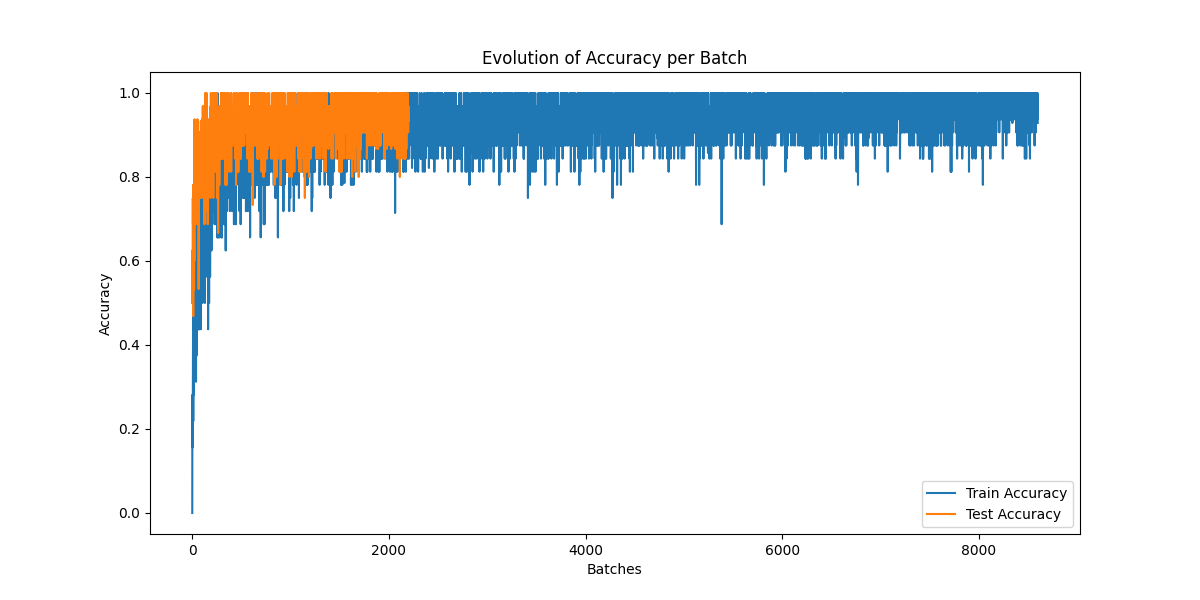 Evolution of Accuracy per Batch
1.0
0.8
0.6
0.4
0.2
0.0
Accuracy
0 2000 4000 6000 8000
Batches
Train Accuracy
Test Accuracy